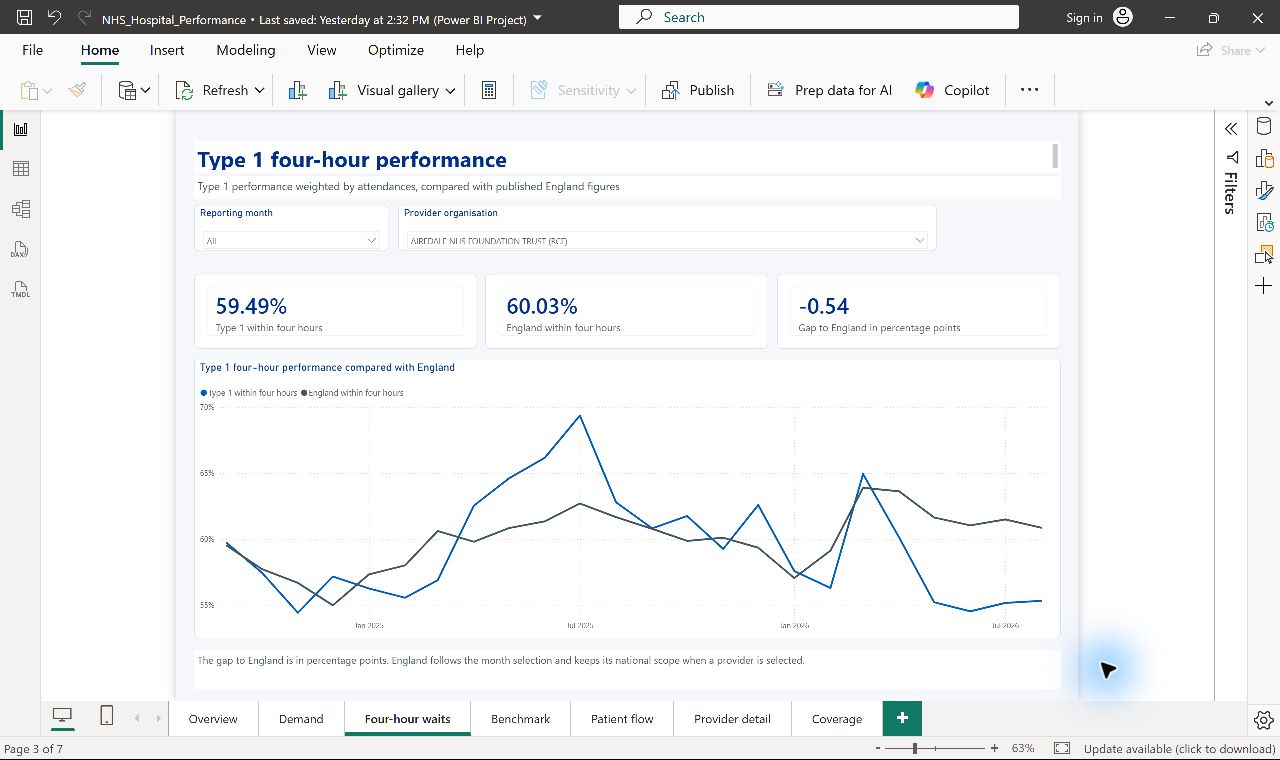 NHS_Hospital_Performance • Last saved: Yesterday at 2:32 PM (Power BI Project)
Search
Sign in
File Home Insert Modeling View Optimize Help
Share
Refresh Visual gallery Sensitivity Publish Prep data for AI Copilot
Type 1 four-hour performance
Type 1 performance weighted by attendances, compared with published England figures
Reporting month
All
Provider organisation
AIREDALE NHS FOUNDATION TRUST (RCF)
59.49%
Type 1 within four hours
60.03%
England within four hours
-0.54
Gap to England in percentage points
Type 1 four-hour performance compared with England
Type 1 within four hours England within four hours
70%
65%
60%
55%
Jan 2025 Jul 2025 Jan 2026 Jul 2026
The gap to England is in percentage points. England follows the month selection and keeps its national scope when a provider is selected.
Filters
DAX
TMDL
Overview Demand Four-hour waits Benchmark Patient flow Provider detail Coverage
Page 3 of 7
63%
Update available (click to download)